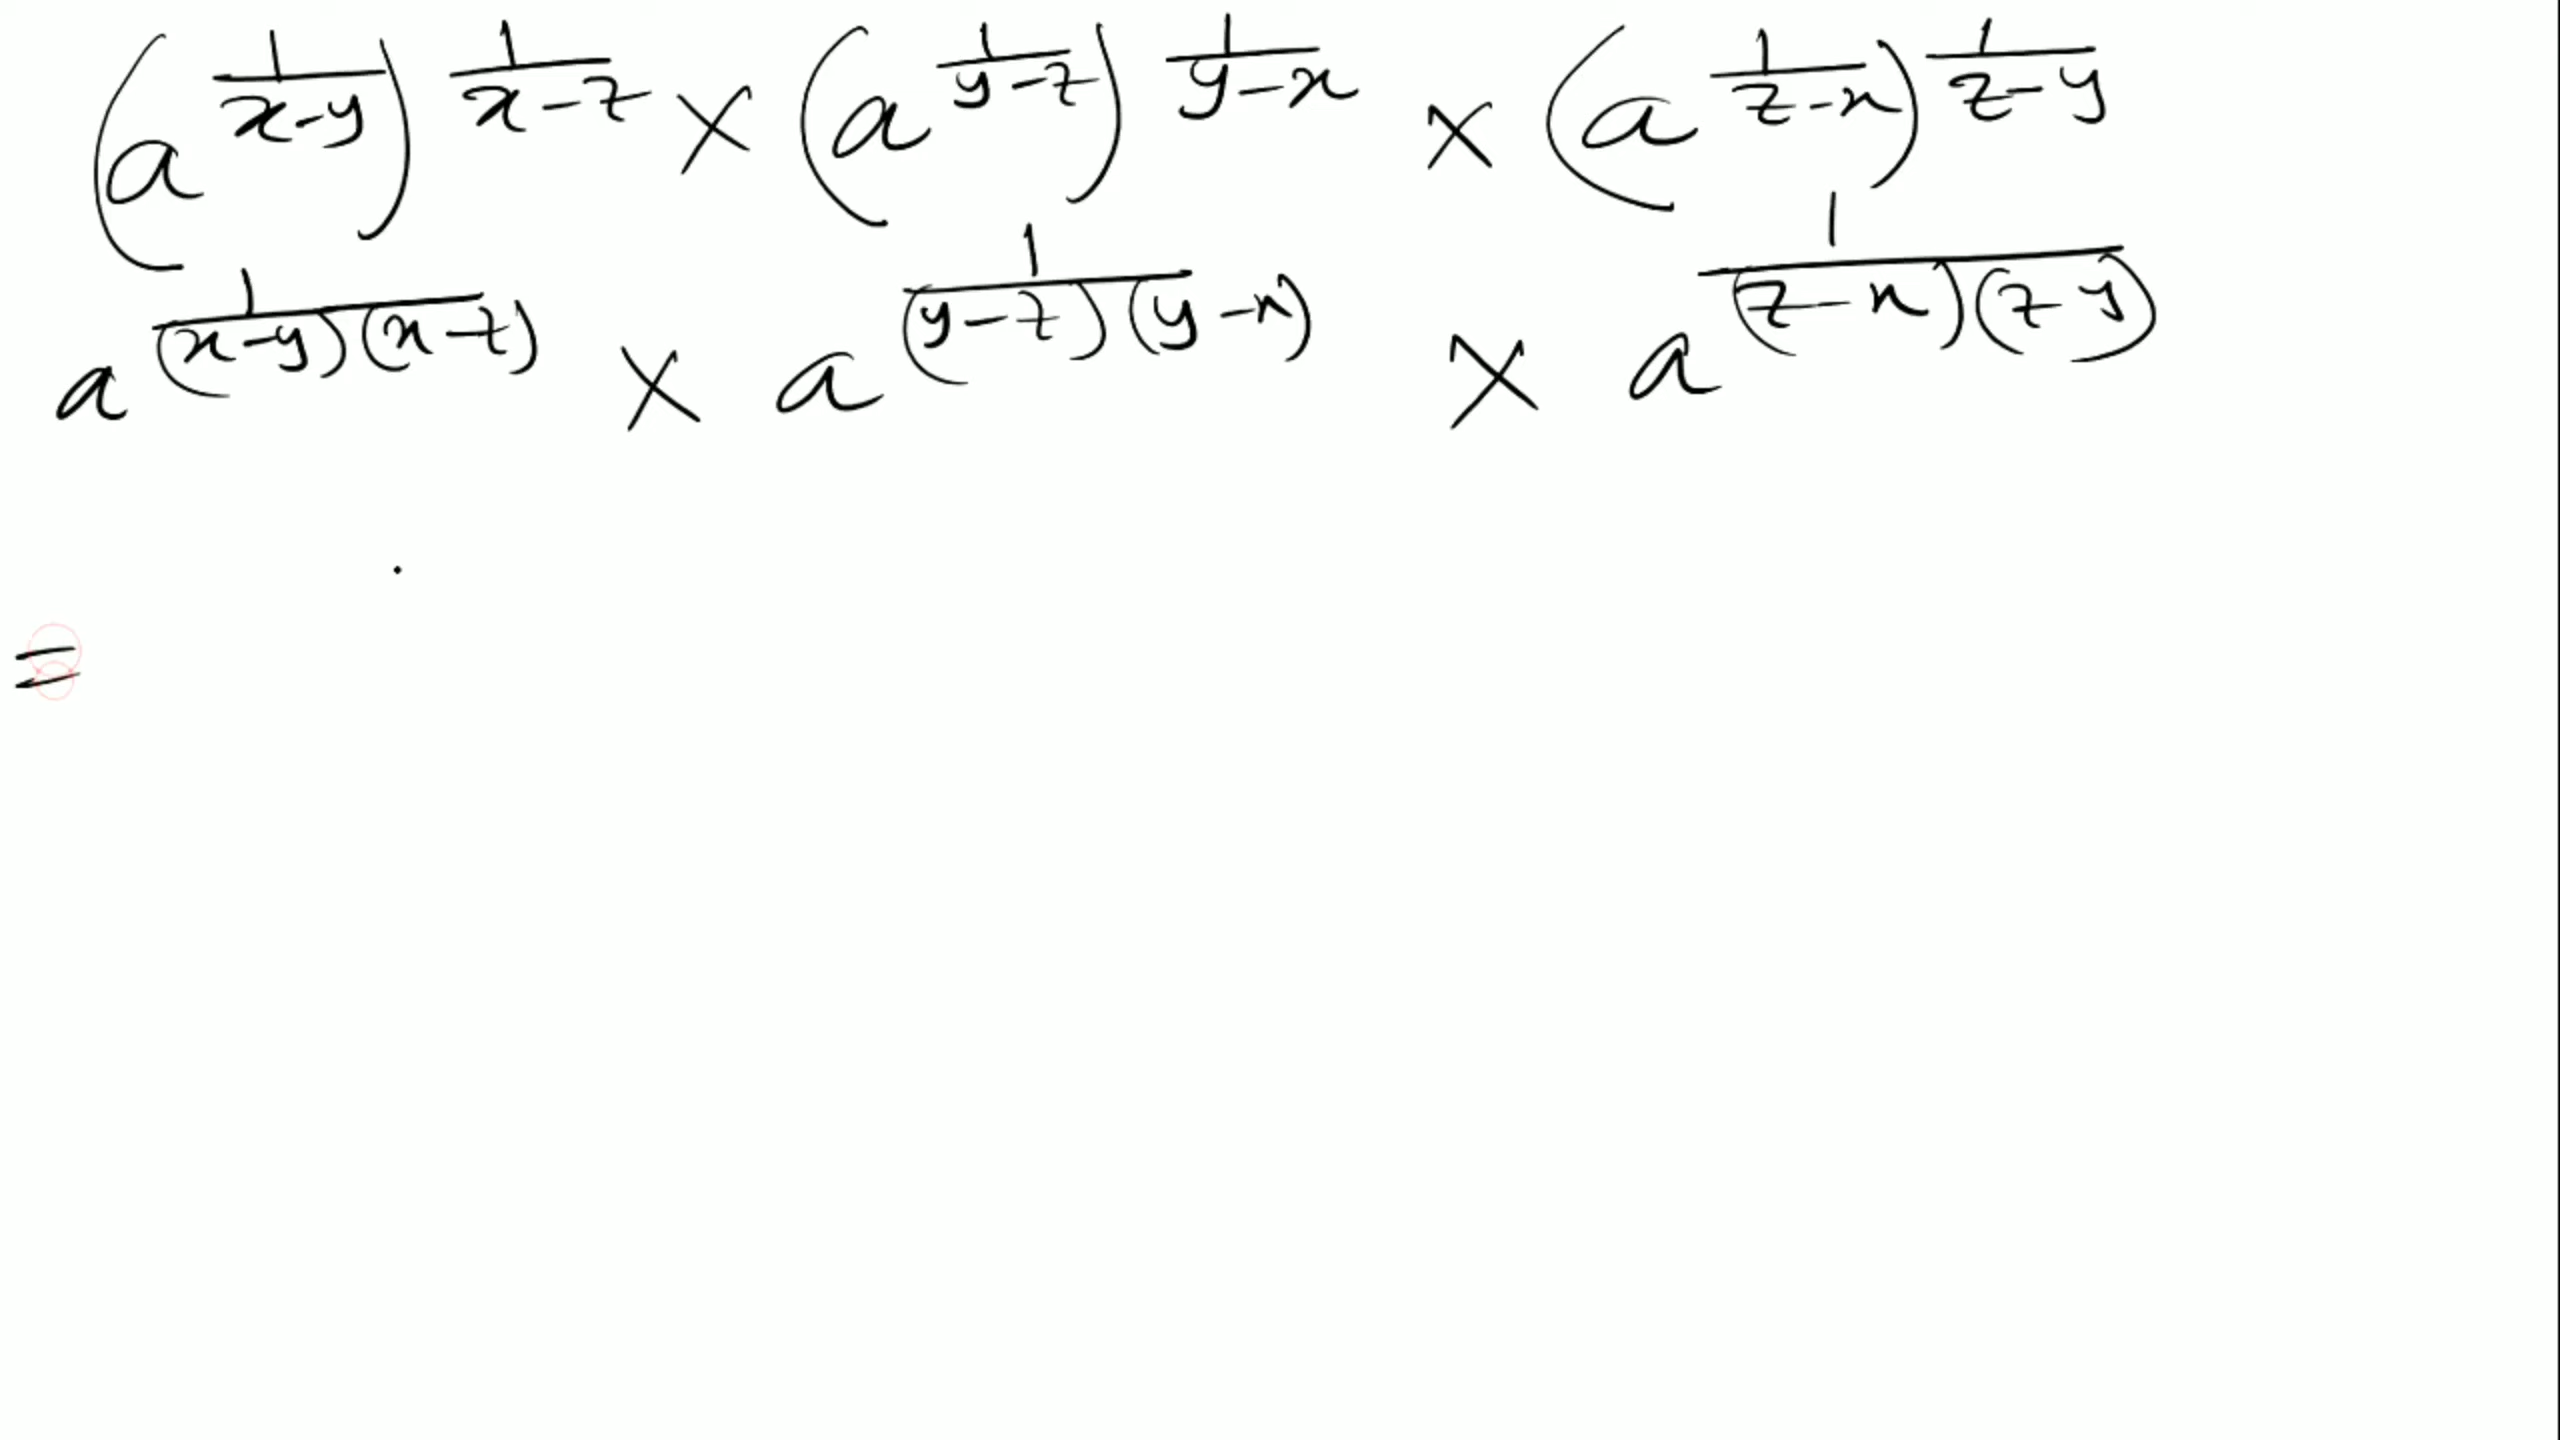 (a^{1/(x-y)})^{1/(x-z)} × (a^{1/(y-z)})^{1/(y-x)} × (a^{1/(z-x)})^{1/(z-y)}
a^{1/((x-y)(x-z))} × a^{1/((y-z)(y-x))} × a^{1/((z-x)(z-y))}
=